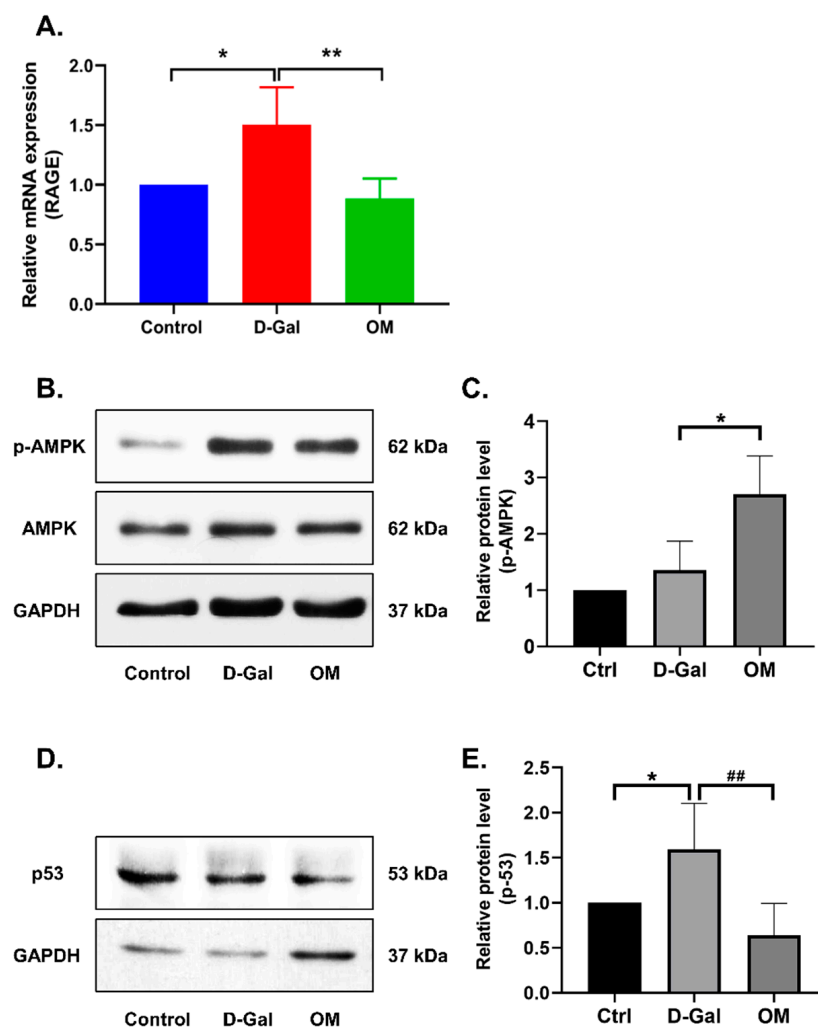 A.
Relative mRNA expression
(RAGE)
2.0
1.5
1.0
0.5
0.0
*
**
Control D-Gal OM
B.
p-AMPK 62 kDa
AMPK 62 kDa
GAPDH 37 kDa
Control D-Gal OM
C.
Relative protein level
(p-AMPK)
4
3
2
1
0
*
Ctrl D-Gal OM
D.
p53 53 kDa
GAPDH 37 kDa
Control D-Gal OM
E.
Relative protein level
(p-53)
2.5
2.0
1.5
1.0
0.5
0.0
*
##
Ctrl D-Gal OM